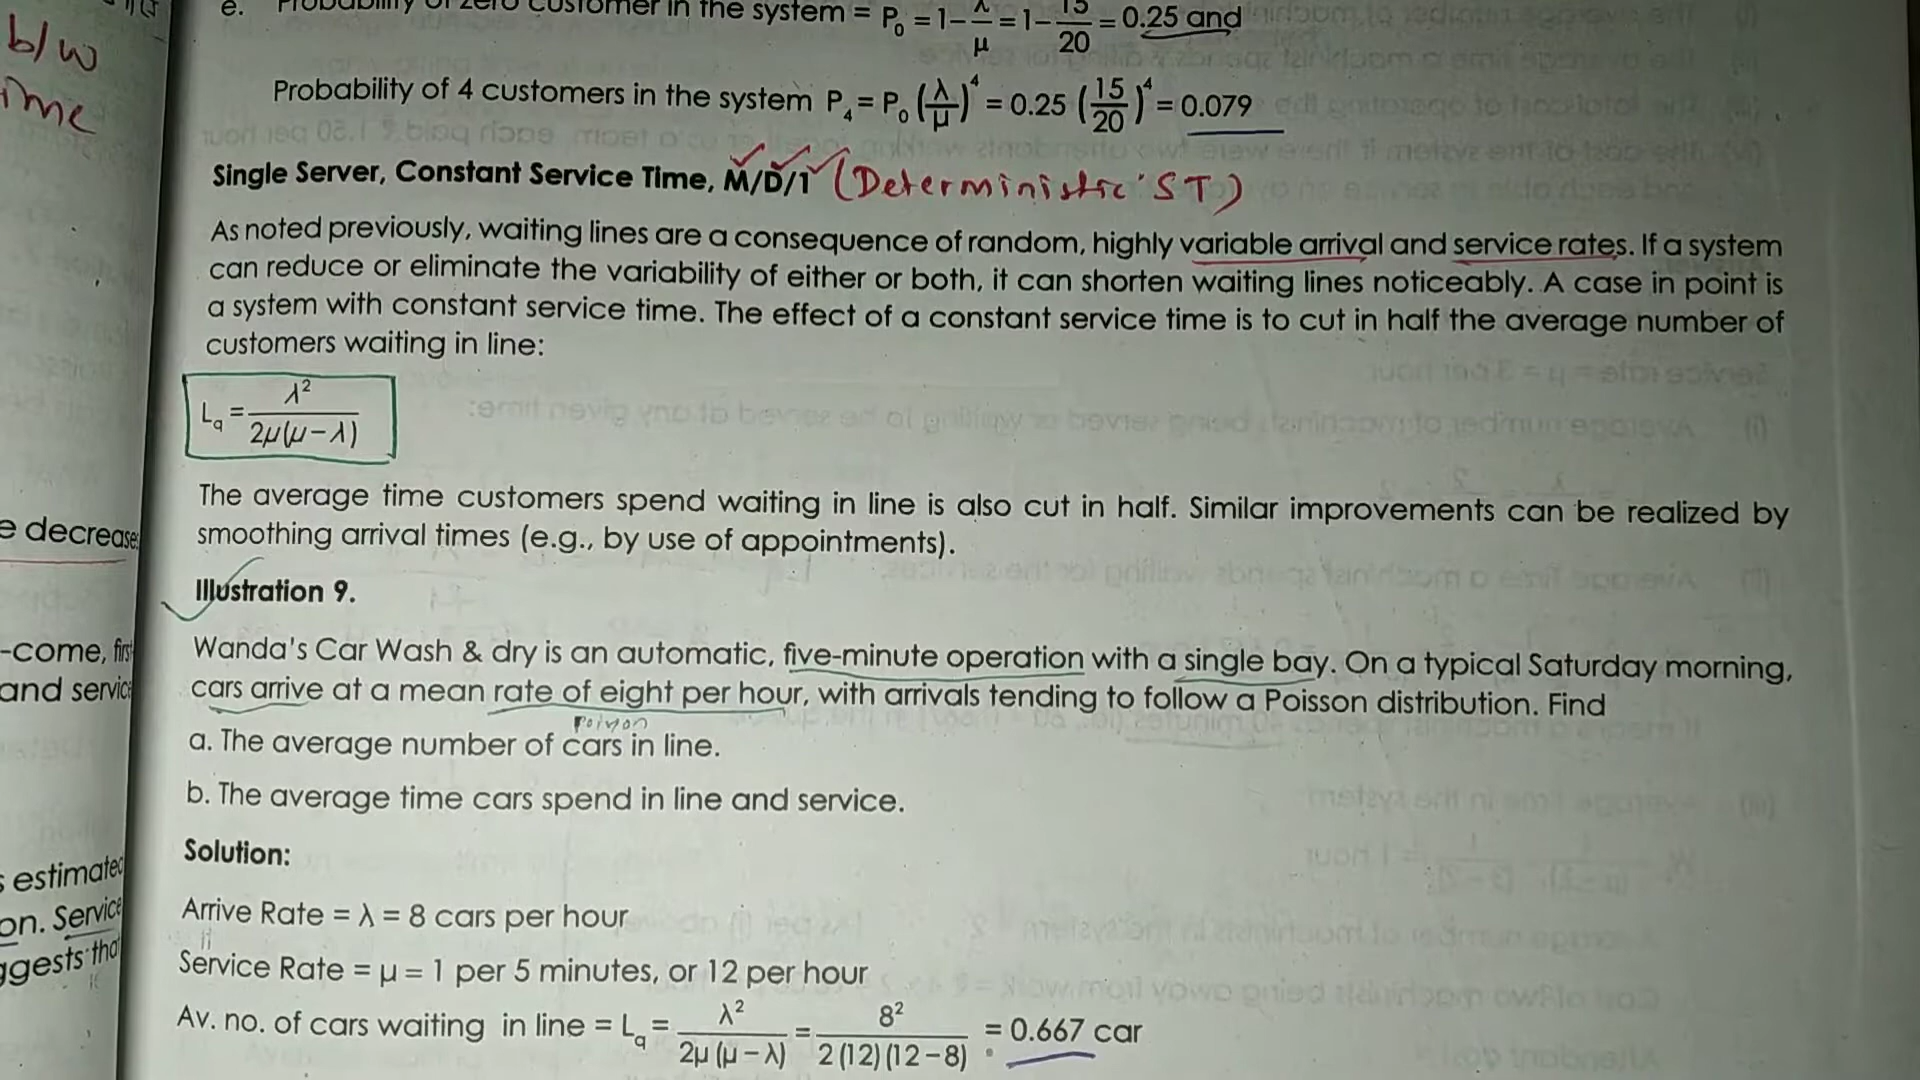 b/w
ime
e. Probability of zero customer in the system = P₀ = 1 − λ/μ = 1 − 15/20 = 0.25 and
Probability of 4 customers in the system P₄ = P₀ (λ/μ)⁴ = 0.25 (15/20)⁴ = 0.079
Single Server, Constant Service Time, M/D/1 (Deterministic ST)
As noted previously, waiting lines are a consequence of random, highly variable arrival and service rates. If a system
can reduce or eliminate the variability of either or both, it can shorten waiting lines noticeably. A case in point is
a system with constant service time. The effect of a constant service time is to cut in half the average number of
customers waiting in line:
Lq = λ² / 2μ(μ − λ)
The average time customers spend waiting in line is also cut in half. Similar improvements can be realized by
smoothing arrival times (e.g., by use of appointments).
Illustration 9.
Wanda's Car Wash & dry is an automatic, five-minute operation with a single bay. On a typical Saturday morning,
cars arrive at a mean rate of eight per hour, with arrivals tending to follow a Poisson distribution. Find
a. The average number of cars in line.
b. The average time cars spend in line and service.
Solution:
Arrive Rate = λ = 8 cars per hour
Service Rate = μ = 1 per 5 minutes, or 12 per hour
Av. no. of cars waiting in line = Lq = λ² / 2μ (μ − λ) = 8² / 2 (12) (12 − 8) = 0.667 car
e decrease
-come, firs
and servic
s estimated
on. Service
ggests tha